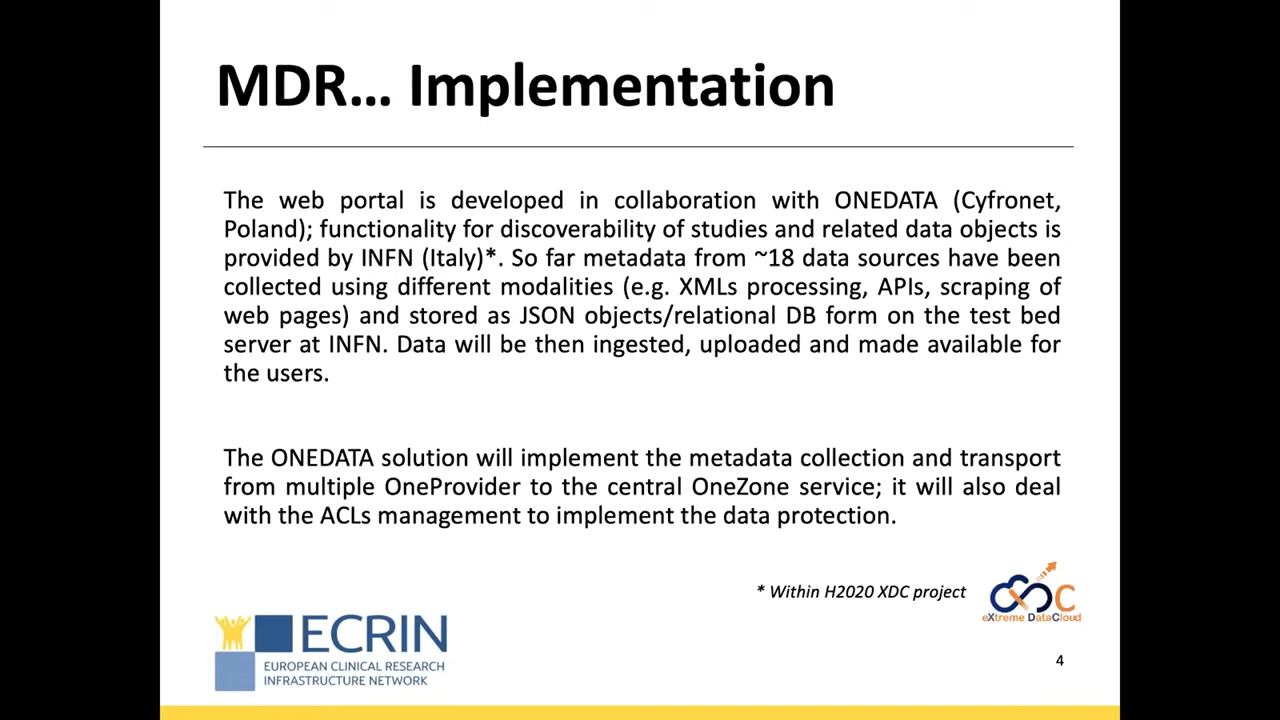 MDR... Implementation
The web portal is developed in collaboration with ONEDATA (Cyfronet,
Poland); functionality for discoverability of studies and related data objects is
provided by INFN (Italy)*. So far metadata from ~18 data sources have been
collected using different modalities (e.g. XMLs processing, APIs, scraping of
web pages) and stored as JSON objects/relational DB form on the test bed
server at INFN. Data will be then ingested, uploaded and made available for
the users.
The ONEDATA solution will implement the metadata collection and transport
from multiple OneProvider to the central OneZone service; it will also deal
with the ACLs management to implement the data protection.
* Within H2020 XDC project
eXtreme DataCloud
ECRIN
EUROPEAN CLINICAL RESEARCH
INFRASTRUCTURE NETWORK
4